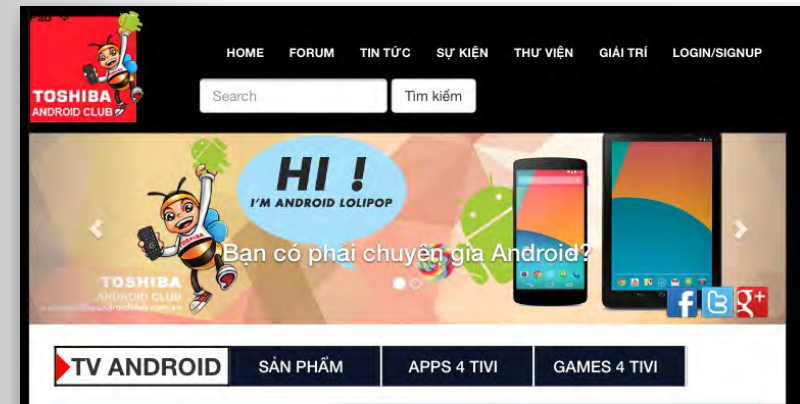 TOSHIBA
ANDROID CLUB
HOME FORUM TIN TỨC SỰ KIỆN THƯ VIỆN GIẢI TRÍ LOGIN/SIGNUP
Search Tìm kiếm
HI !
I'M ANDROID LOLIPOP
Bạn có phải chuyên gia Android?
TOSHIBA
ANDROID CLUB
TV ANDROID SẢN PHẨM APPS 4 TIVI GAMES 4 TIVI